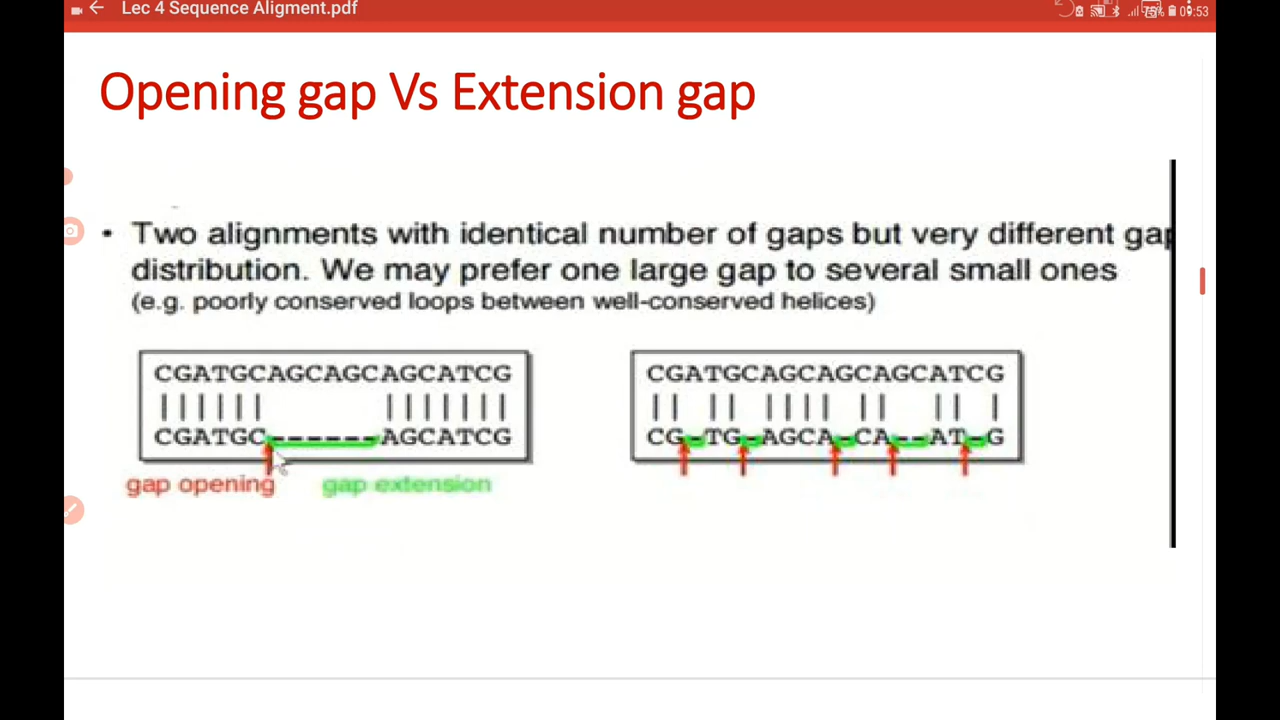 Lec 4 Sequence Aligment.pdf
09:53
Opening gap Vs Extension gap
• Two alignments with identical number of gaps but very different gap
distribution. We may prefer one large gap to several small ones
(e.g. poorly conserved loops between well-conserved helices)
CGATGCAGCAGCAGCATCG
|||||| |||||||
CGATGC------AGCATCG
gap opening gap extension
CGATGCAGCAGCAGCATCG
|| || |||| || || |
CG-TG-AGCA-CA--AT-G